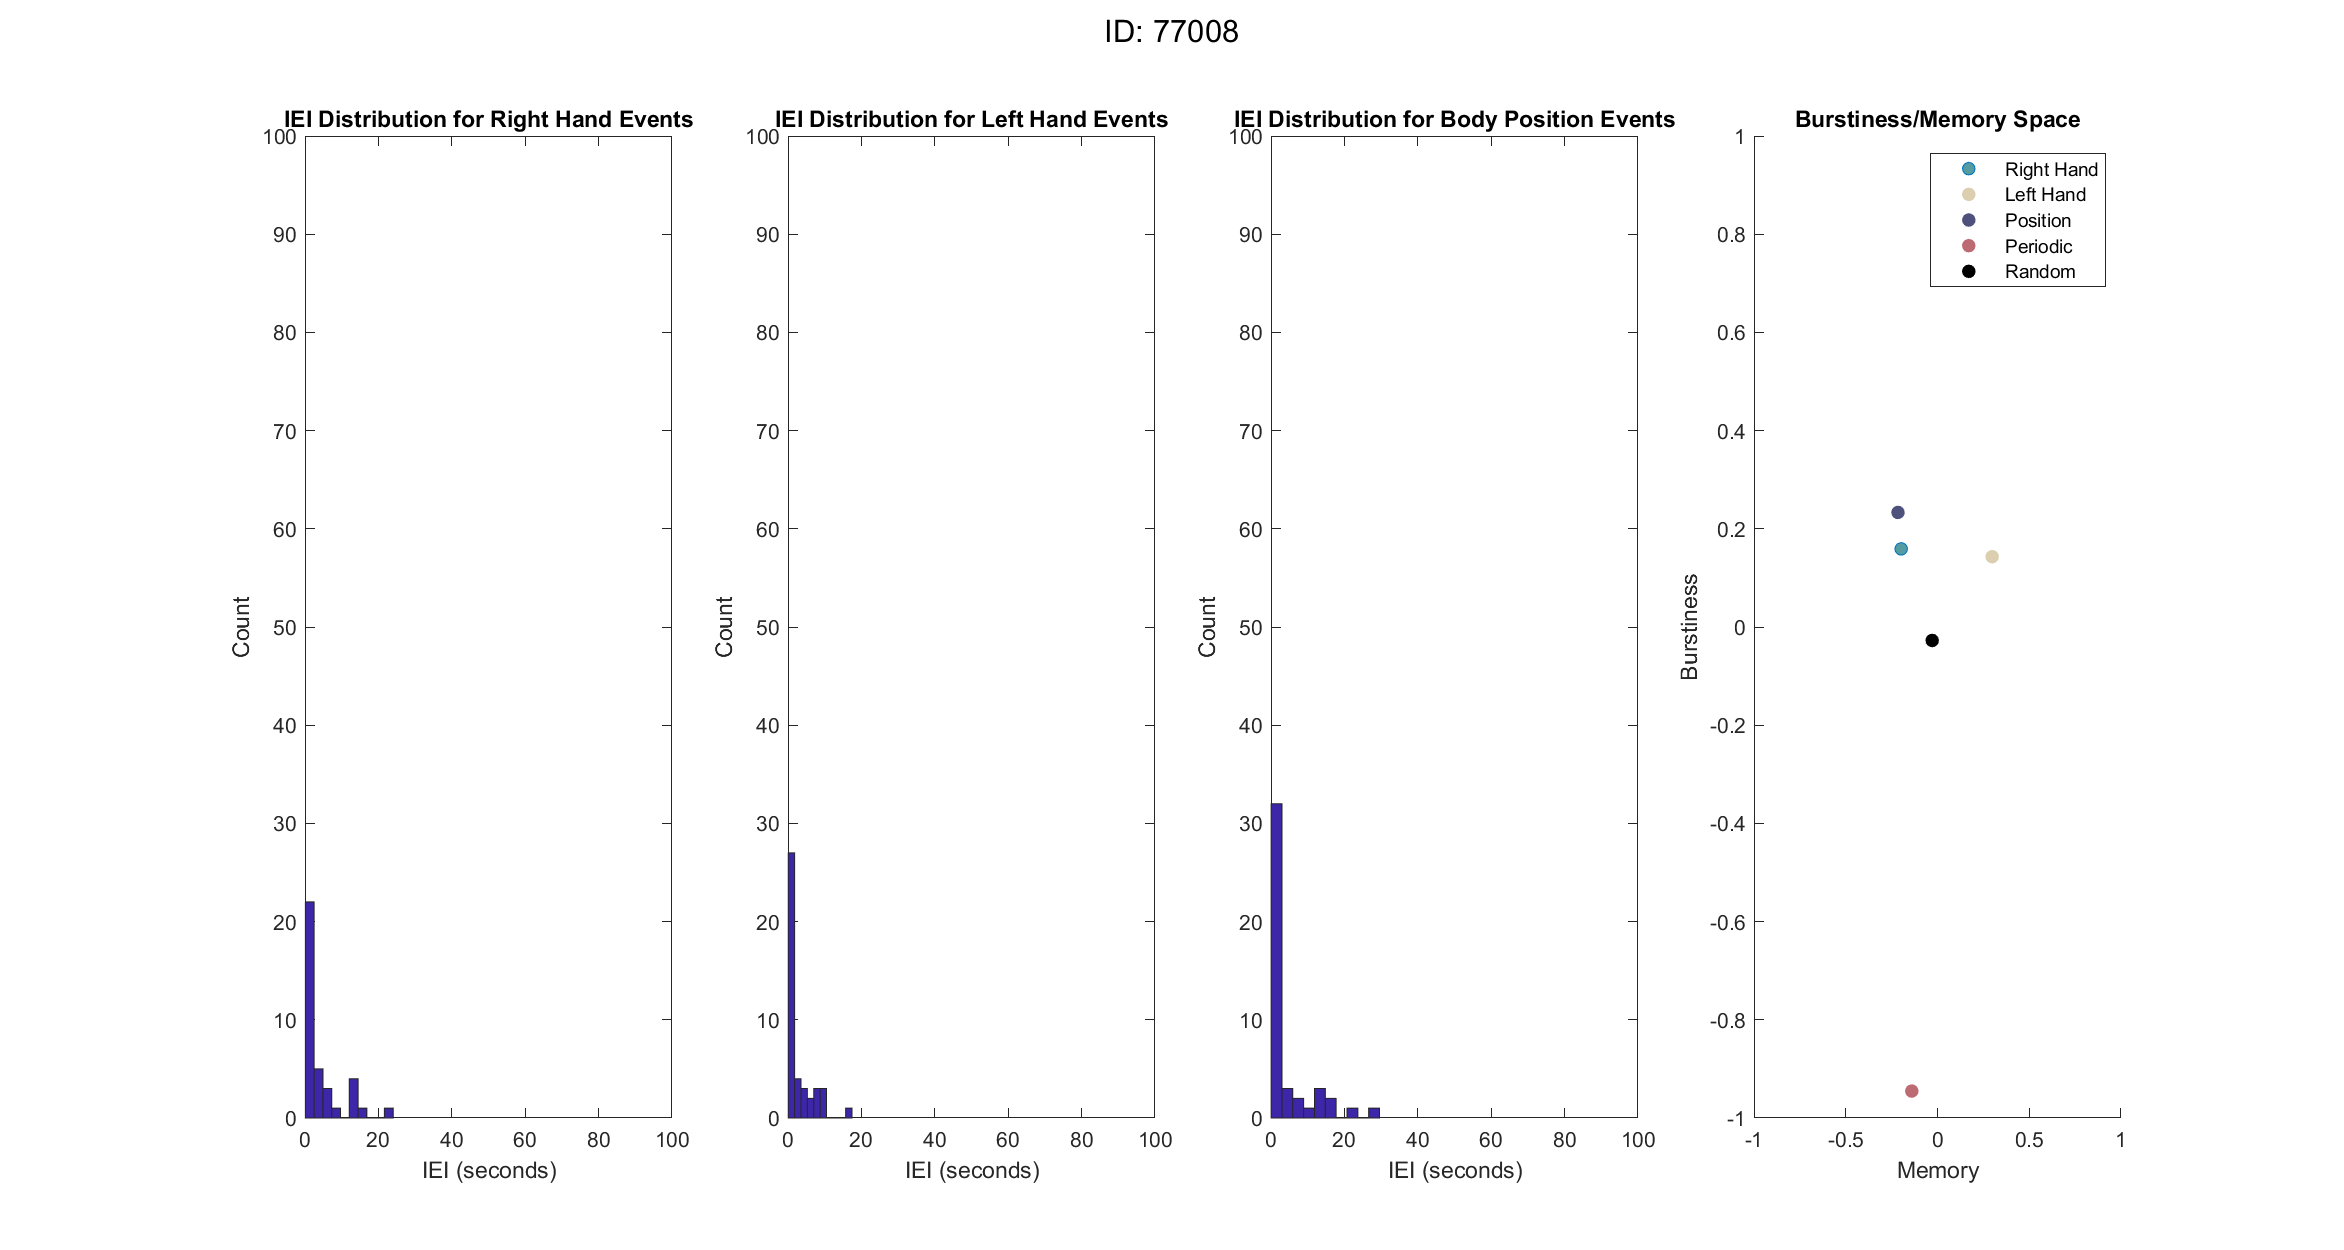 ID: 77008
IEI Distribution for Right Hand Events
100
90
80
70
60
50
40
30
20
10
0
Count
0 20 40 60 80 100
IEI (seconds)
IEI Distribution for Left Hand Events
100
90
80
70
60
50
40
30
20
10
0
Count
0 20 40 60 80 100
IEI (seconds)
IEI Distribution for Body Position Events
100
90
80
70
60
50
40
30
20
10
0
Count
0 20 40 60 80 100
IEI (seconds)
Burstiness/Memory Space
Right Hand
Left Hand
Position
Periodic
Random
1
0.8
0.6
0.4
0.2
0
-0.2
-0.4
-0.6
-0.8
-1
Burstiness
-1 -0.5 0 0.5 1
Memory